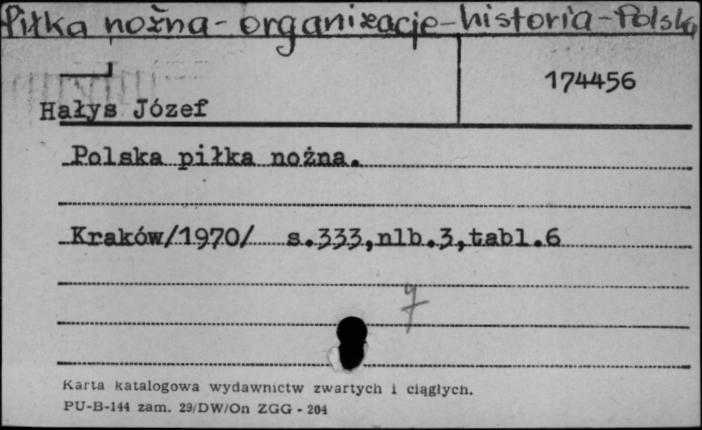 Piłka nożna - organizacje - historia - Polska
174456
Hałys Józef
Polska piłka nożna.
Kraków/1970/ s.333,nlb.3,tabl.6
Karta katalogowa wydawnictw zwartych i ciągłych.
PU-B-144 zam. 29/DW/On ZGG - 204